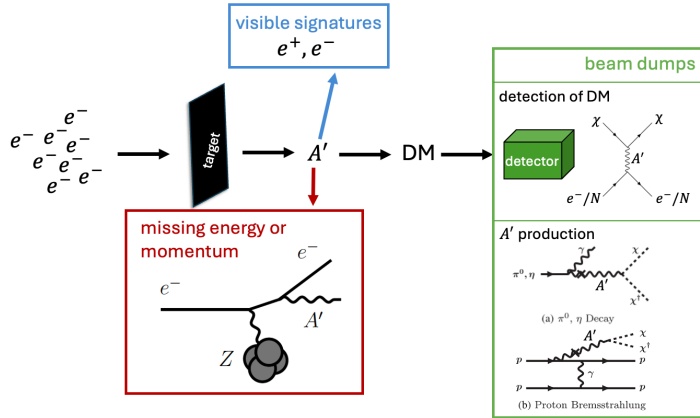 visible signatures
e⁺, e⁻
e⁻
e⁻ e⁻ e⁻
e⁻ e⁻
e⁻ e⁻
target
A′
DM
missing energy or
momentum
e⁻
e⁻
A′
Z
beam dumps
detection of DM
detector
χ
χ
A′
e⁻/N
e⁻/N
A′ production
π⁰, η
γ
A′
χ
χ†
(a) π⁰, η Decay
A′
χ
χ†
p
p
γ
p
p
(b) Proton Bremsstrahlung